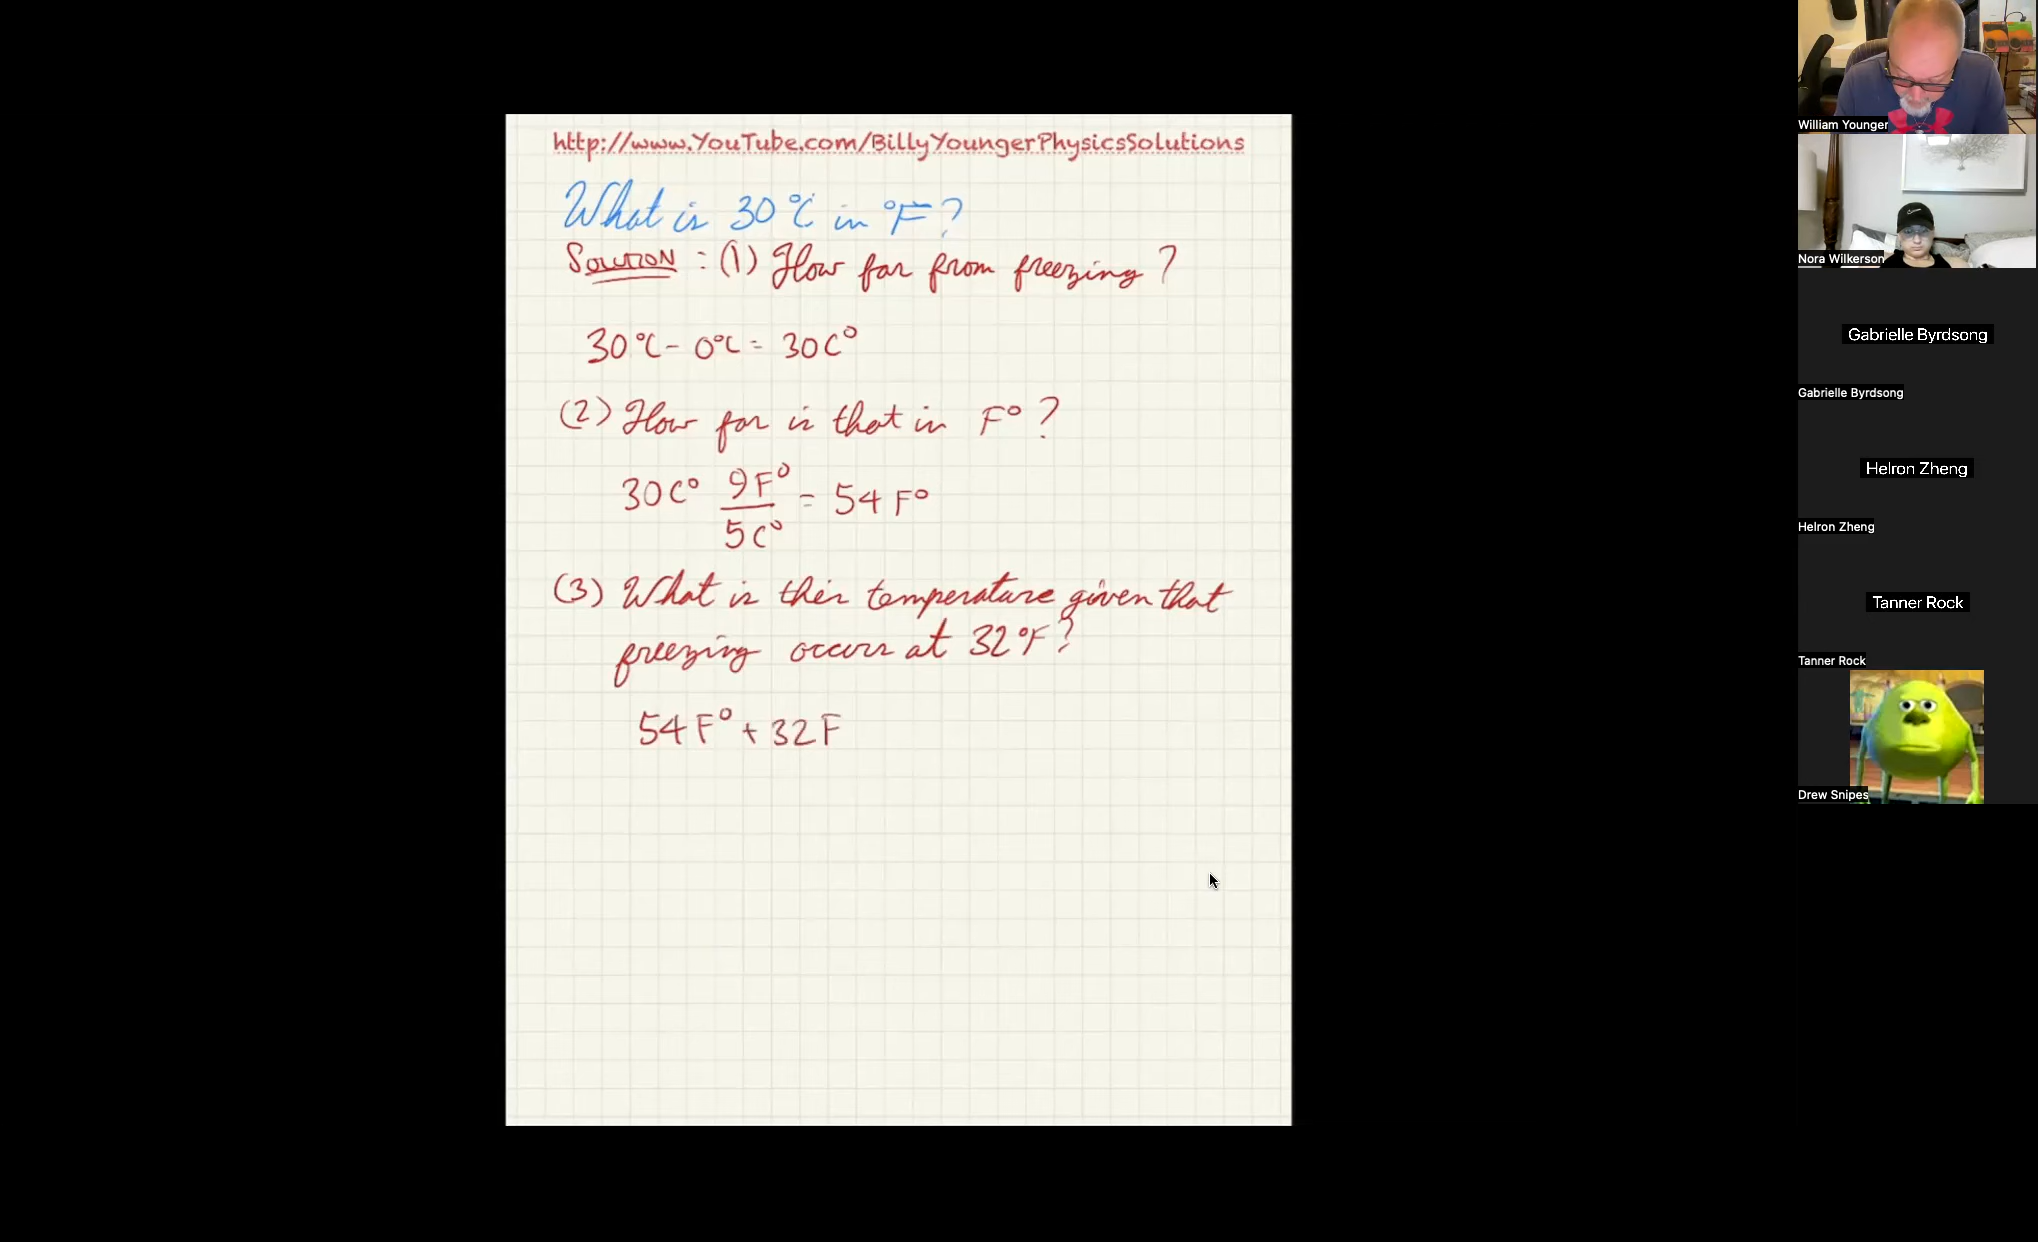 http://www.YouTube.com/BillyYoungerPhysicsSolutions
What is 30°C in °F?
SOLUTION : (1) How far from freezing?
30°C - 0°C = 30C°
(2) How far is that in F°?
30C° 9F°/5C° = 54F°
(3) What is this temperature given that
freezing occurs at 32°F?
54F° + 32F
William Younger
Nora Wilkerson
Gabrielle Byrdsong
Gabrielle Byrdsong
Helron Zheng
Helron Zheng
Tanner Rock
Tanner Rock
Drew Snipes